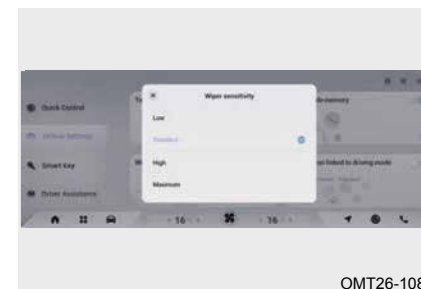 Wiper sensitivity
Quick Control
Low
Standard
Vehicle Settings
Smart Key
High
Maximum
Driver Assistance
16
16
OMT26-108